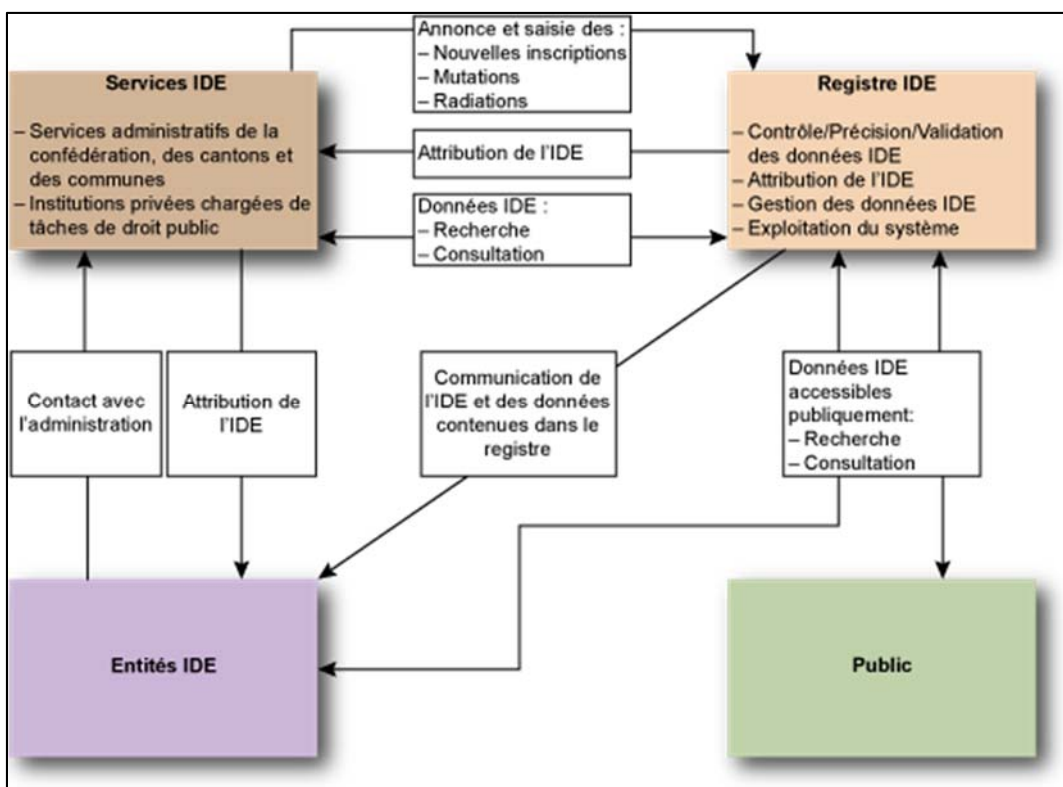 Annonce et saisie des :
– Nouvelles inscriptions
– Mutations
– Radiations
Services IDE
– Services administratifs de la
confédération, des cantons et
des communes
– Institutions privées chargées de
tâches de droit public
Attribution de l'IDE
Données IDE :
– Recherche
– Consultation
Registre IDE
– Contrôle/Précision/Validation
des données IDE
– Attribution de l'IDE
– Gestion des données IDE
– Exploitation du système
Contact avec
l'administration
Attribution de
l'IDE
Communication de
l'IDE et des données
contenues dans le
registre
Données IDE
accessibles
publiquement:
– Recherche
– Consultation
Entités IDE
Public